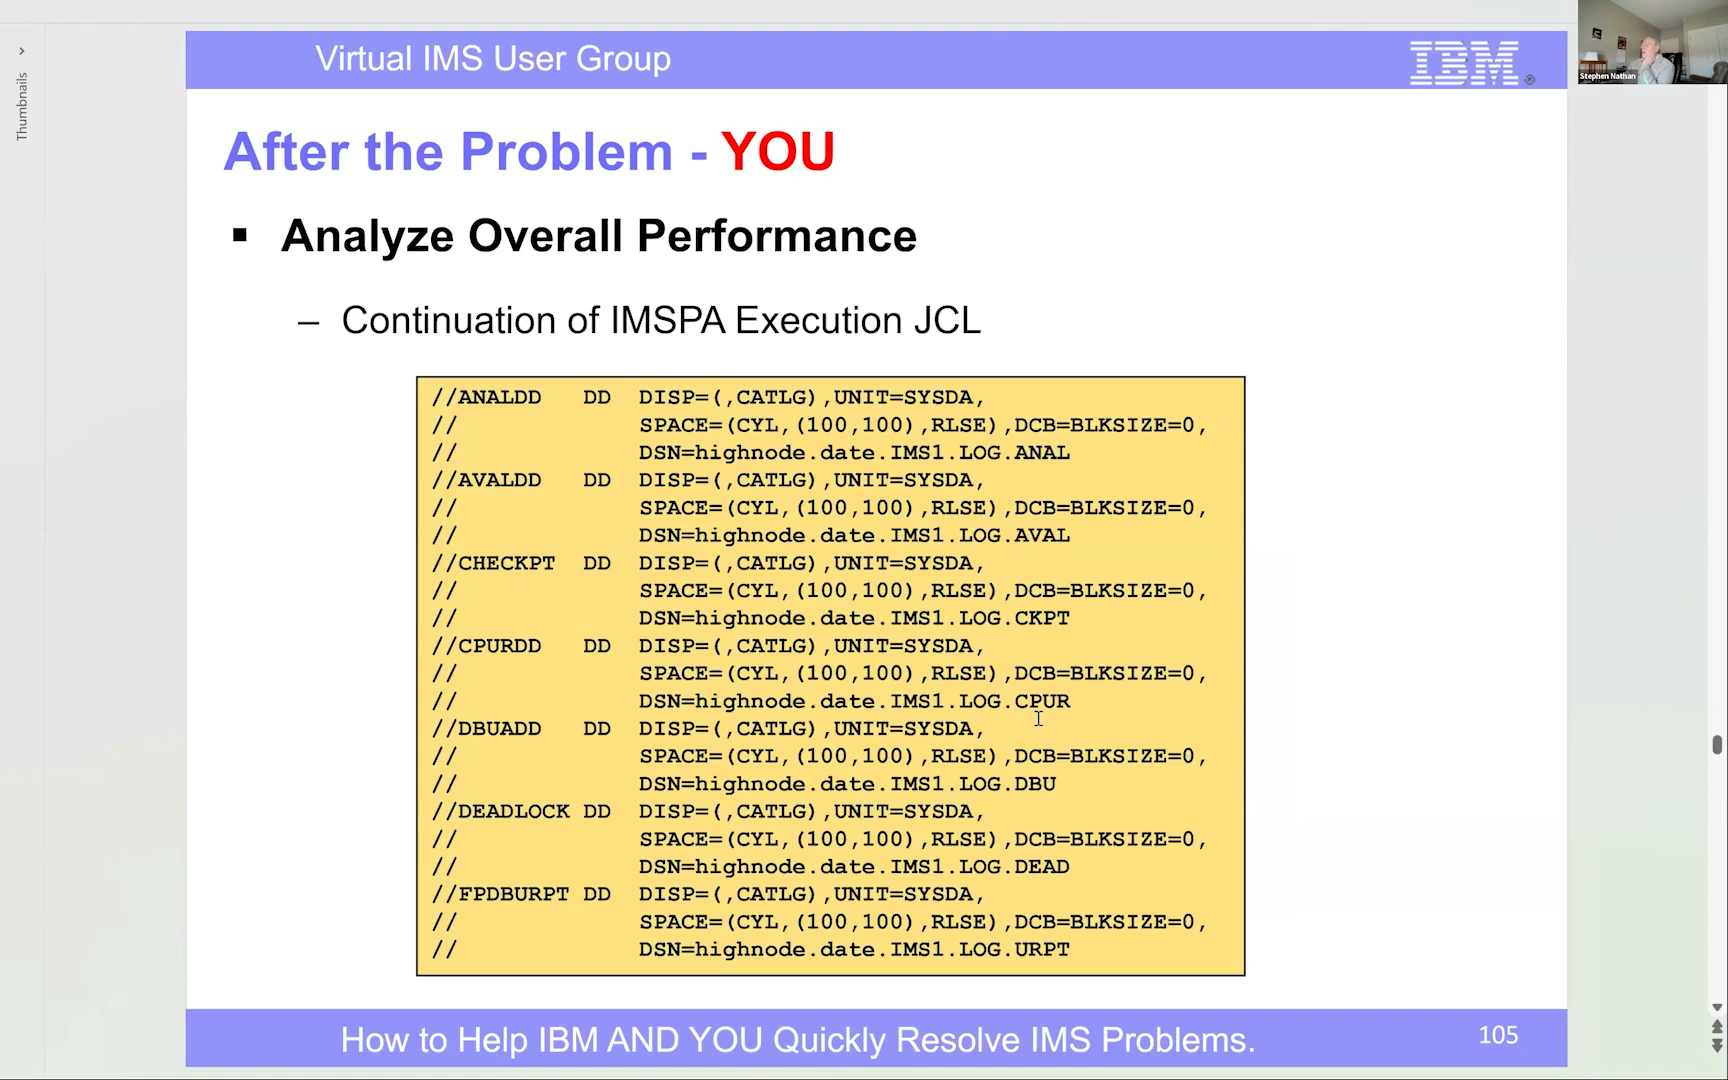 Thumbnails
Virtual IMS User Group
IBM®
Stephen Nathan
After the Problem - YOU
▪ Analyze Overall Performance
– Continuation of IMSPA Execution JCL
//ANALDD   DD  DISP=(,CATLG),UNIT=SYSDA,
//             SPACE=(CYL,(100,100),RLSE),DCB=BLKSIZE=0,
//             DSN=highnode.date.IMS1.LOG.ANAL
//AVALDD   DD  DISP=(,CATLG),UNIT=SYSDA,
//             SPACE=(CYL,(100,100),RLSE),DCB=BLKSIZE=0,
//             DSN=highnode.date.IMS1.LOG.AVAL
//CHECKPT  DD  DISP=(,CATLG),UNIT=SYSDA,
//             SPACE=(CYL,(100,100),RLSE),DCB=BLKSIZE=0,
//             DSN=highnode.date.IMS1.LOG.CKPT
//CPURDD   DD  DISP=(,CATLG),UNIT=SYSDA,
//             SPACE=(CYL,(100,100),RLSE),DCB=BLKSIZE=0,
//             DSN=highnode.date.IMS1.LOG.CPUR
//DBUADD   DD  DISP=(,CATLG),UNIT=SYSDA,
//             SPACE=(CYL,(100,100),RLSE),DCB=BLKSIZE=0,
//             DSN=highnode.date.IMS1.LOG.DBU
//DEADLOCK DD  DISP=(,CATLG),UNIT=SYSDA,
//             SPACE=(CYL,(100,100),RLSE),DCB=BLKSIZE=0,
//             DSN=highnode.date.IMS1.LOG.DEAD
//FPDBURPT DD  DISP=(,CATLG),UNIT=SYSDA,
//             SPACE=(CYL,(100,100),RLSE),DCB=BLKSIZE=0,
//             DSN=highnode.date.IMS1.LOG.URPT
How to Help IBM AND YOU Quickly Resolve IMS Problems.
105